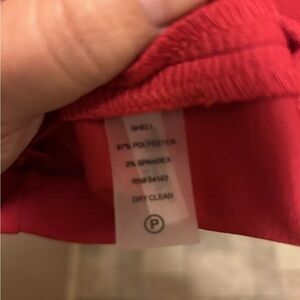 SHELL
97% POLYESTER
3% SPANDEX
RN# 54163
DRY CLEAN
P